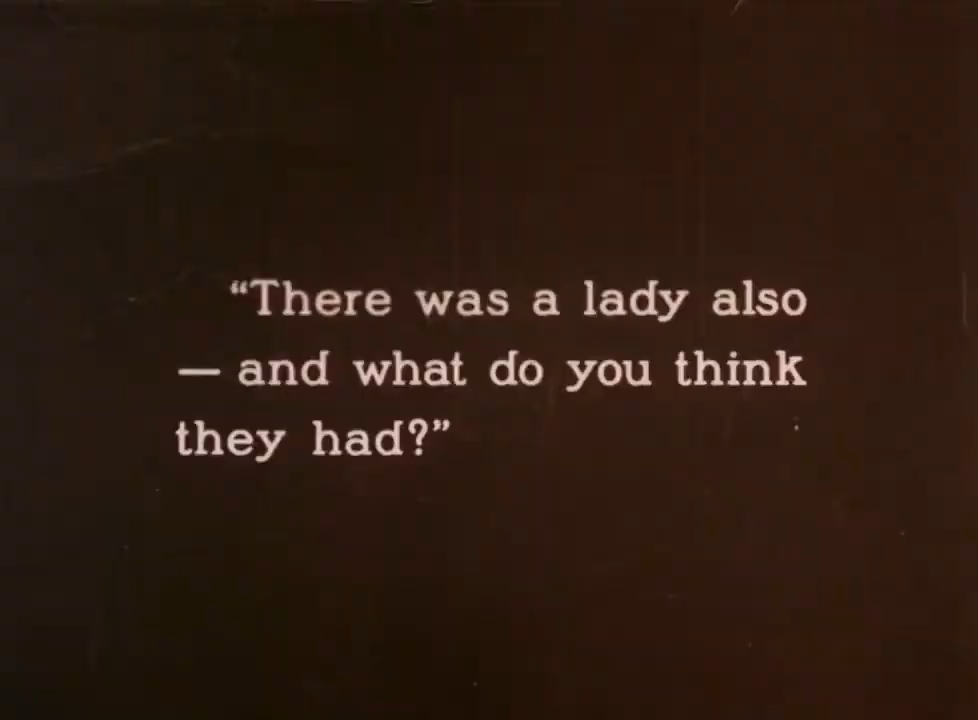 “There was a lady also
— and what do you think
they had?”